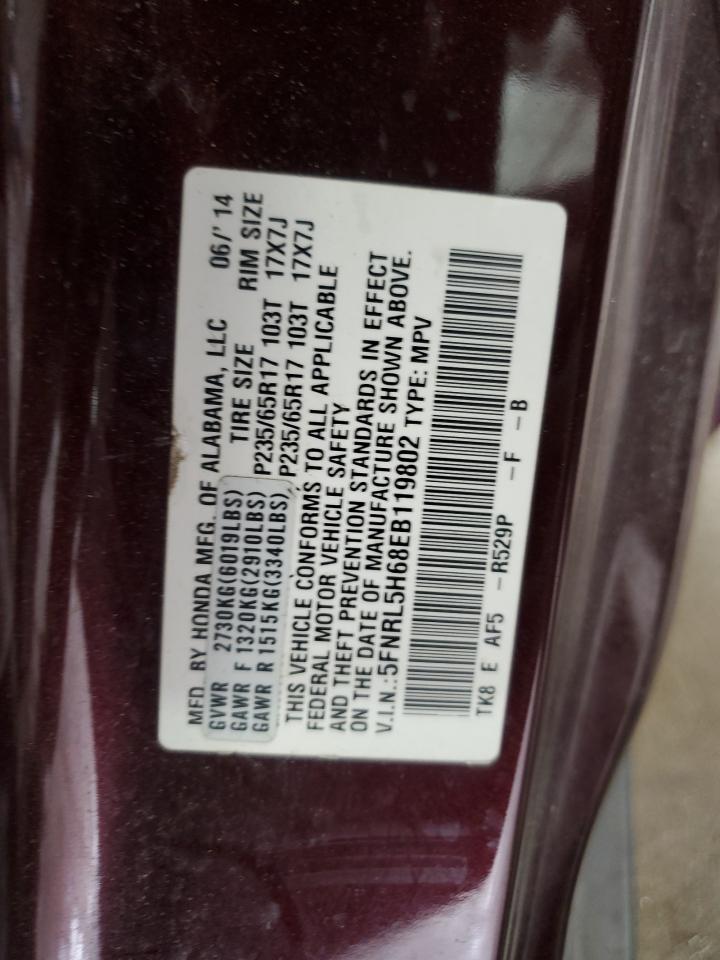 MFD. BY HONDA MFG. OF ALABAMA, LLC 06/'14
GVWR 2730KG(6019LBS) TIRE SIZE RIM SIZE
GAWR F 1320KG(2910LBS) P235/65R17 103T 17X7J
GAWR R 1515KG(3340LBS) P235/65R17 103T 17X7J
THIS VEHICLE CONFORMS TO ALL APPLICABLE
FEDERAL MOTOR VEHICLE SAFETY
AND THEFT PREVENTION STANDARDS IN EFFECT
ON THE DATE OF MANUFACTURE SHOWN ABOVE.
V.I.N.:5FNRL5H68EB119802 TYPE: MPV
TK8 E AF5 -R529P -F -B